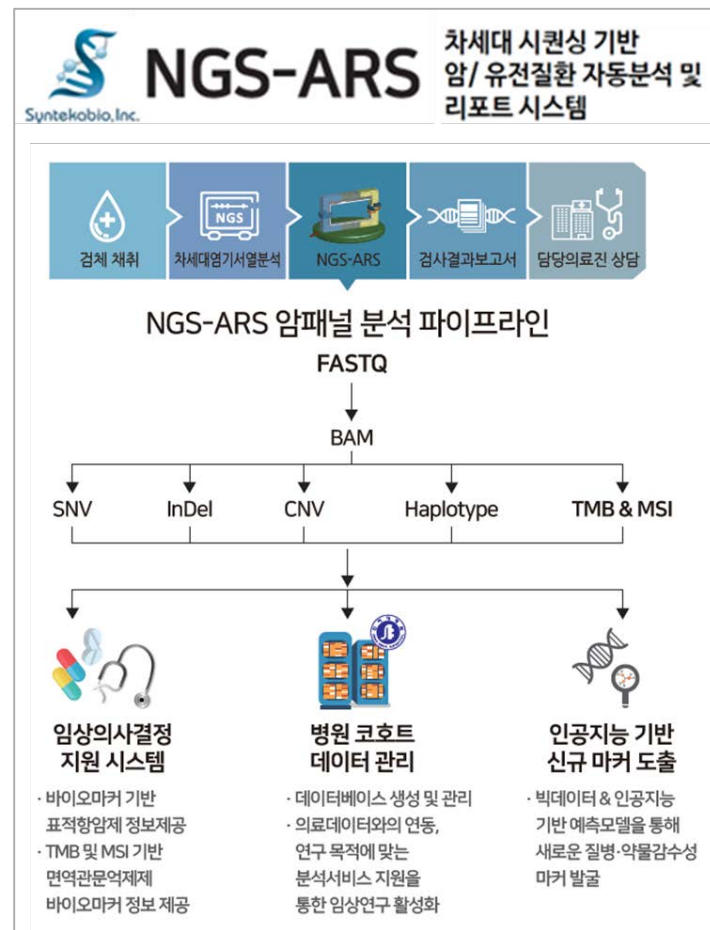 Syntekobio,Inc.
NGS-ARS
차세대 시퀀싱 기반
암/ 유전질환 자동분석 및
리포트 시스템
검체 채취
NGS
차세대염기서열분석
NGS-ARS
검사결과보고서
담당의료진 상담
NGS-ARS 암패널 분석 파이프라인
FASTQ
BAM
SNV
InDel
CNV
Haplotype
TMB & MSI
임상의사결정
지원 시스템
· 바이오마커 기반
표적항암제 정보제공
· TMB 및 MSI 기반
면역관문억제제
바이오마커 정보 제공
병원 코호트
데이터 관리
· 데이터베이스 생성 및 관리
· 의료데이터와의 연동,
연구 목적에 맞는
분석서비스 지원을
통한 임상연구 활성화
인공지능 기반
신규 마커 도출
· 빅데이터 & 인공지능
기반 예측모델을 통해
새로운 질병·약물감수성
마커 발굴